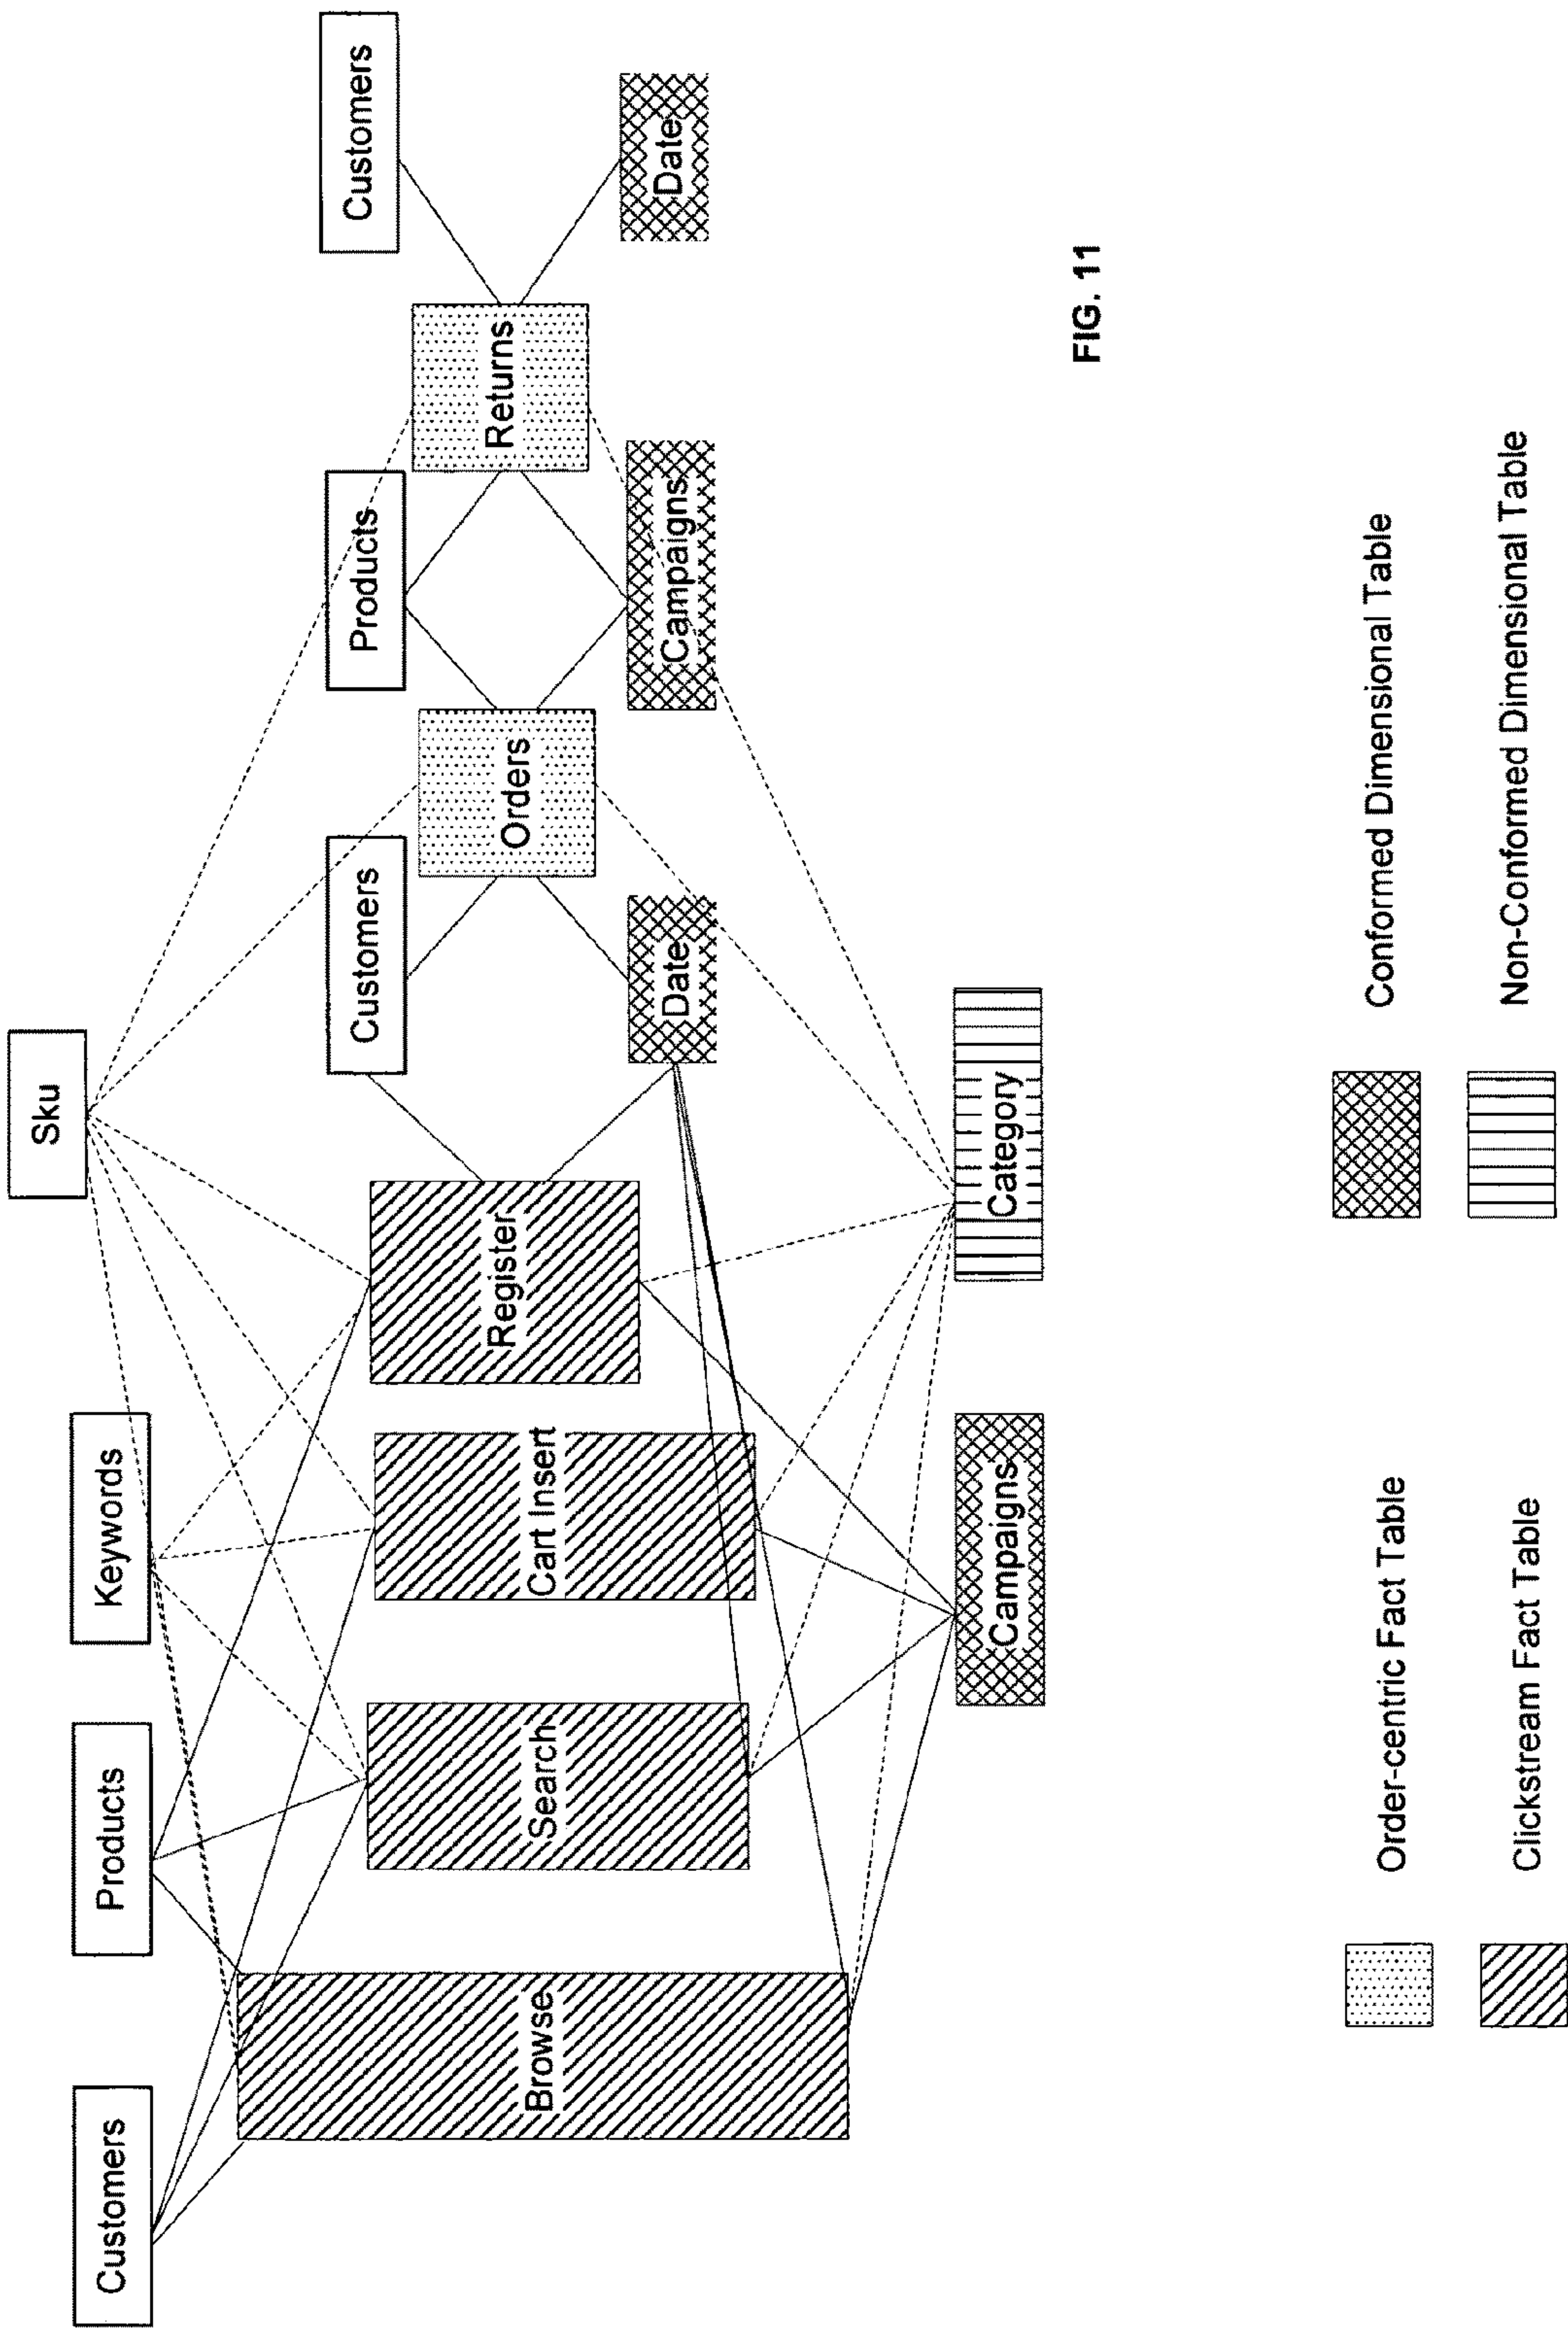 Sku
Keywords
Products
Customers
Customers
Products
Customers
Browse
Search
Cart Insert
Register
Orders
Returns
Date
Campaigns
Date
Campaigns
Category
FIG. 11
Order-centric Fact Table
Conformed Dimensional Table
Clickstream Fact Table
Non-Conformed Dimensional Table